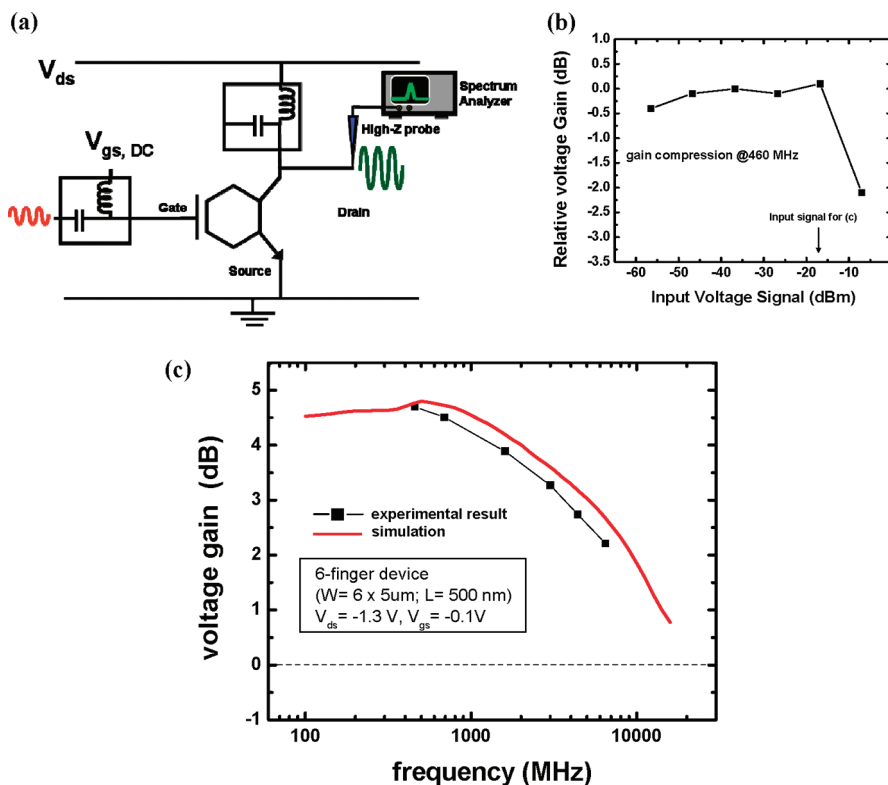 (a)
V_ds
V_gs, DC
Gate
Source
Drain
High-Z probe
Spectrum
Analyzer
(b)
Relative voltage Gain (dB)
1.0
0.5
0.0
-0.5
-1.0
-1.5
-2.0
-2.5
-3.0
-3.5
gain compression @460 MHz
Input signal for (c)
-60 -50 -40 -30 -20 -10 0
Input Voltage Signal (dBm)
(c)
voltage gain (dB)
5
4
3
2
1
0
-1
experimental result
simulation
6-finger device
(W= 6 x 5um; L= 500 nm)
V_ds= -1.3 V, V_gs= -0.1V
100 1000 10000
frequency (MHz)